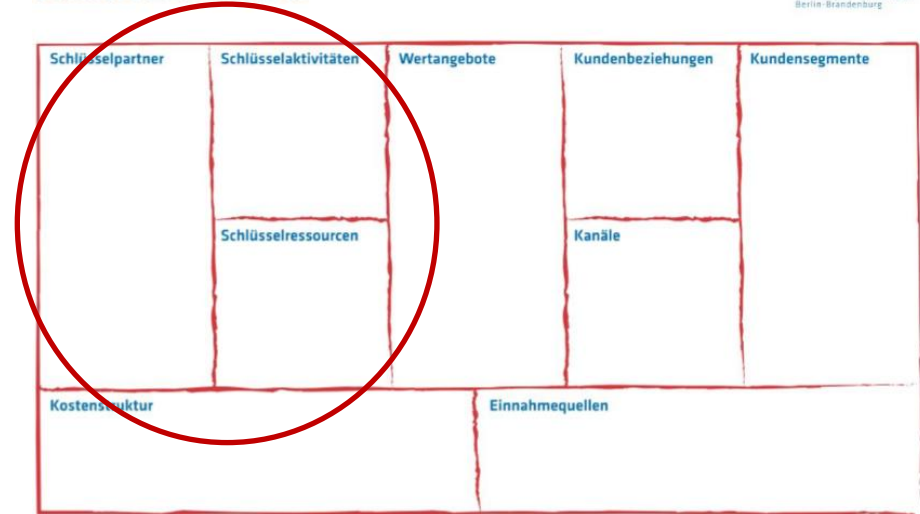 Berlin-Brandenburg
Schlüsselpartner
Schlüsselaktivitäten
Wertangebote
Kundenbeziehungen
Kundensegmente
Schlüsselressourcen
Kanäle
Kostenstruktur
Einnahmequellen